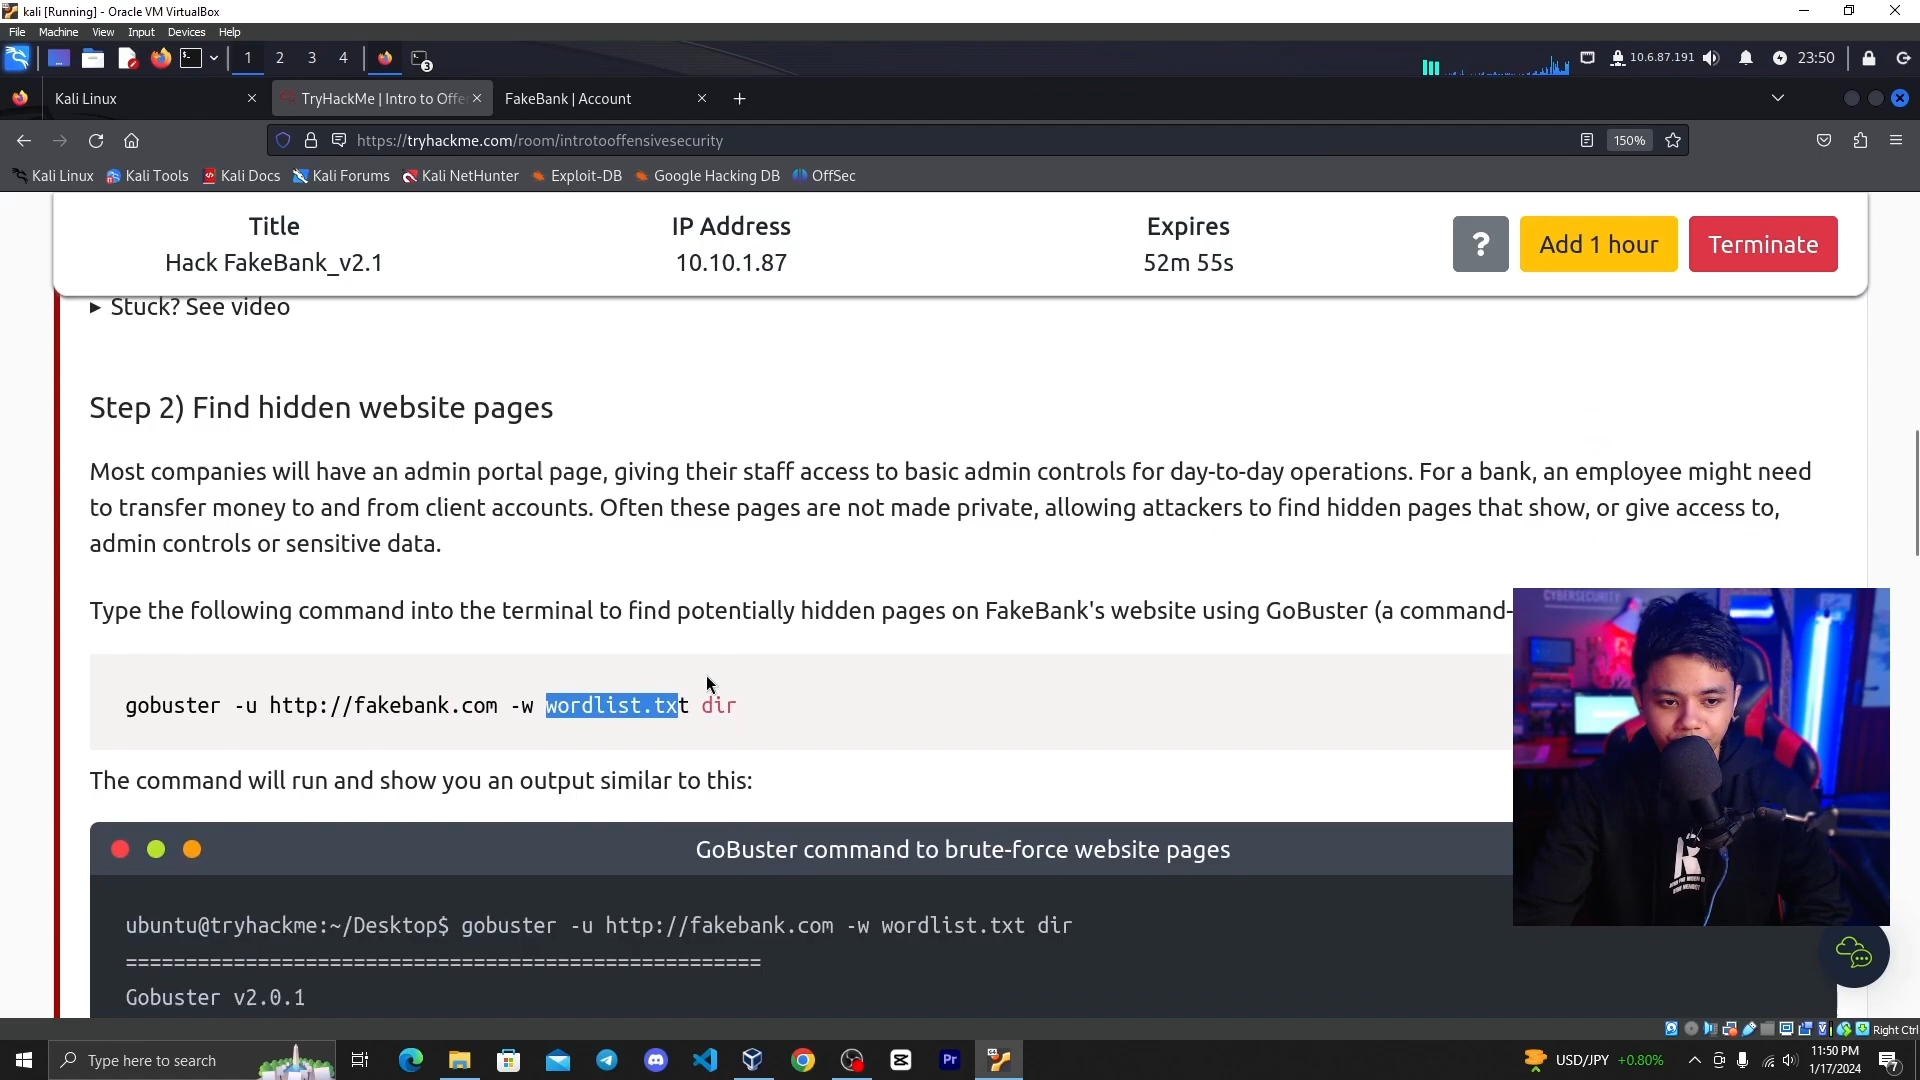 kali [Running] - Oracle VM VirtualBox
File Machine View Input Devices Help
1 2 3 4 3 10.6.87.191 23:50
Kali Linux TryHackMe | Intro to Offe FakeBank | Account
https://tryhackme.com/room/introtooffensivesecurity 150%
Kali Linux Kali Tools Kali Docs Kali Forums Kali NetHunter Exploit-DB Google Hacking DB OffSec
Title IP Address Expires
Hack FakeBank_v2.1 10.10.1.87 52m 55s
? Add 1 hour Terminate
Stuck? See video
Step 2) Find hidden website pages
Most companies will have an admin portal page, giving their staff access to basic admin controls for day-to-day operations. For a bank, an employee might need
to transfer money to and from client accounts. Often these pages are not made private, allowing attackers to find hidden pages that show, or give access to,
admin controls or sensitive data.
Type the following command into the terminal to find potentially hidden pages on FakeBank's website using GoBuster (a command-
CYBERSECURITY
gobuster -u http://fakebank.com -w wordlist.txt dir
The command will run and show you an output similar to this:
GoBuster command to brute-force website pages
ubuntu@tryhackme:~/Desktop$ gobuster -u http://fakebank.com -w wordlist.txt dir
=====================================================
Gobuster v2.0.1
Right Ctrl
Type here to search
Pr
USD/JPY +0.80%
11:50 PM
1/17/2024
7